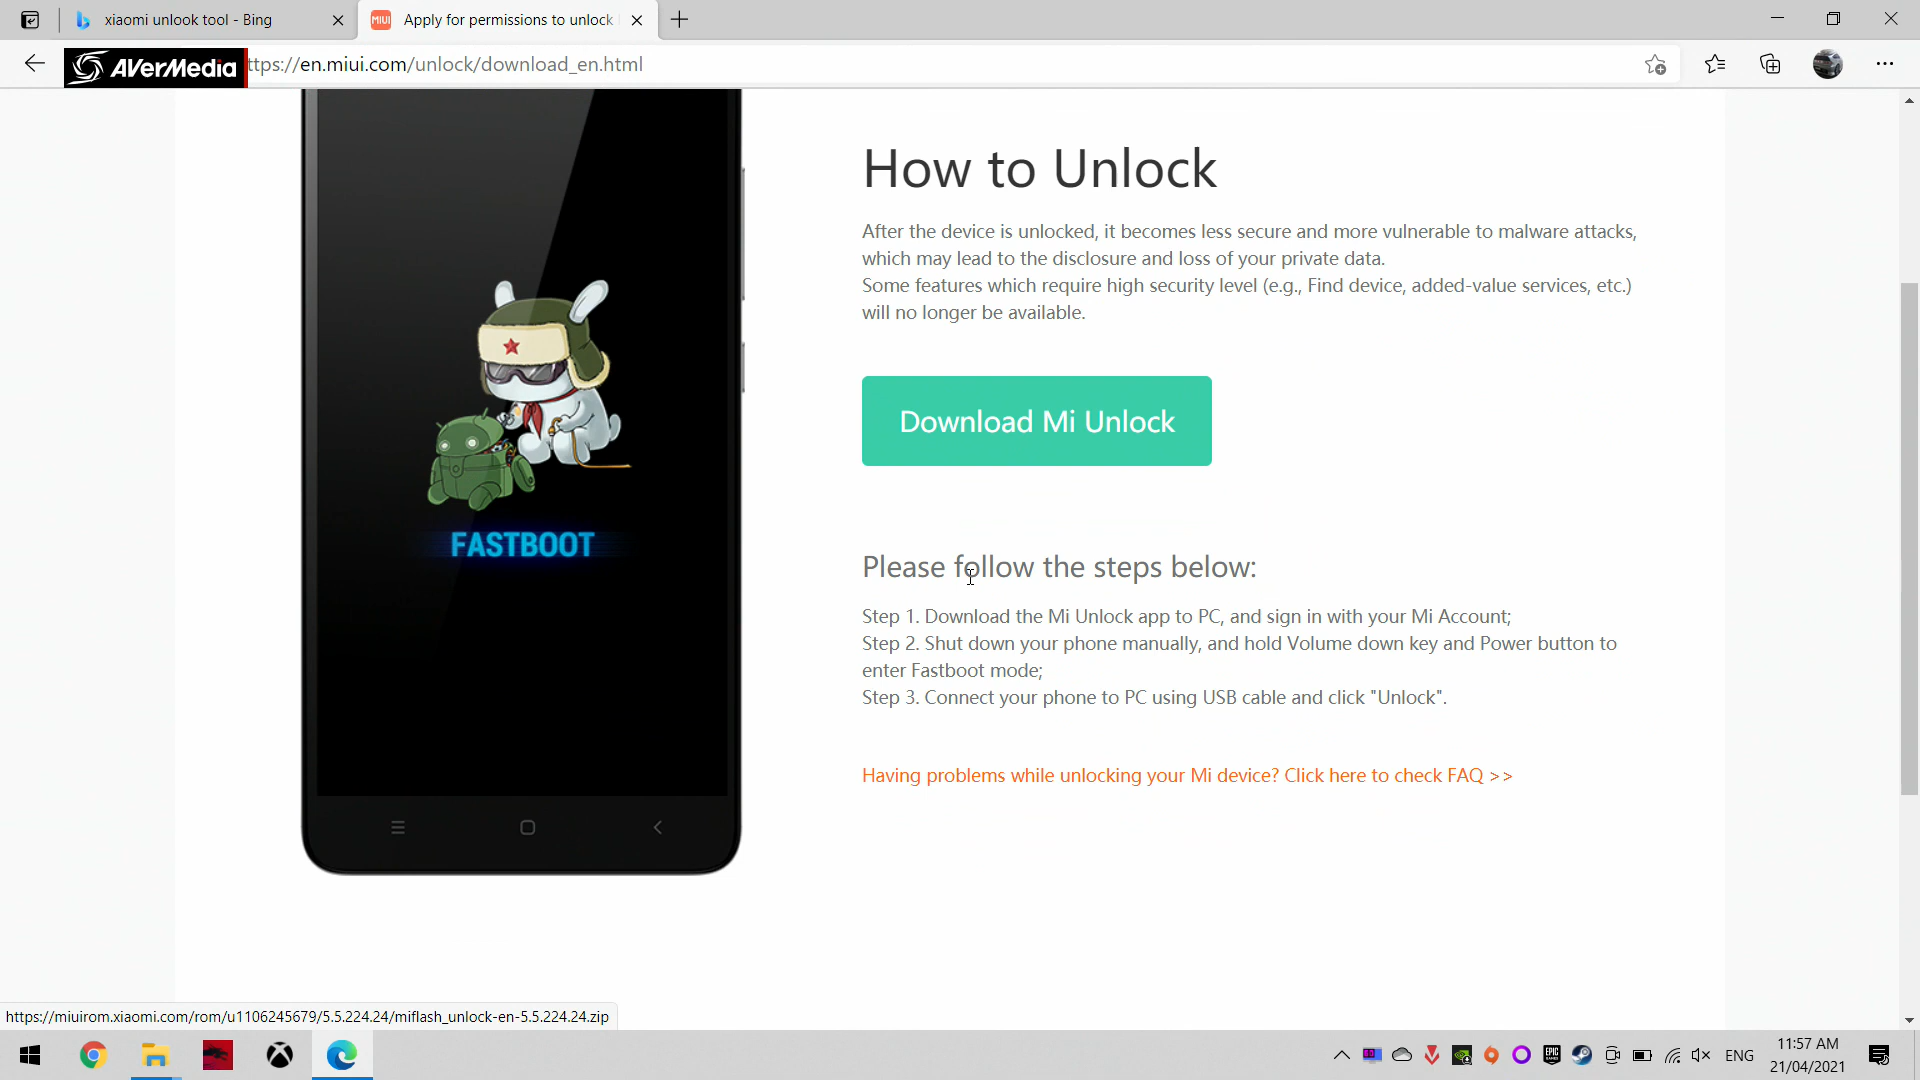 xiaomi unlook tool - Bing
MIUI
Apply for permissions to unlock
AVerMedia
ttps://en.miui.com/unlock/download_en.html
How to Unlock
After the device is unlocked, it becomes less secure and more vulnerable to malware attacks,
which may lead to the disclosure and loss of your private data.
Some features which require high security level (e.g., Find device, added-value services, etc.)
will no longer be available.
Download Mi Unlock
FASTBOOT
Please follow the steps below:
Step 1. Download the Mi Unlock app to PC, and sign in with your Mi Account;
Step 2. Shut down your phone manually, and hold Volume down key and Power button to
enter Fastboot mode;
Step 3. Connect your phone to PC using USB cable and click "Unlock".
Having problems while unlocking your Mi device? Click here to check FAQ >>
https://miuirom.xiaomi.com/rom/u1106245679/5.5.224.24/miflash_unlock-en-5.5.224.24.zip
EPIC
ENG
11:57 AM
21/04/2021